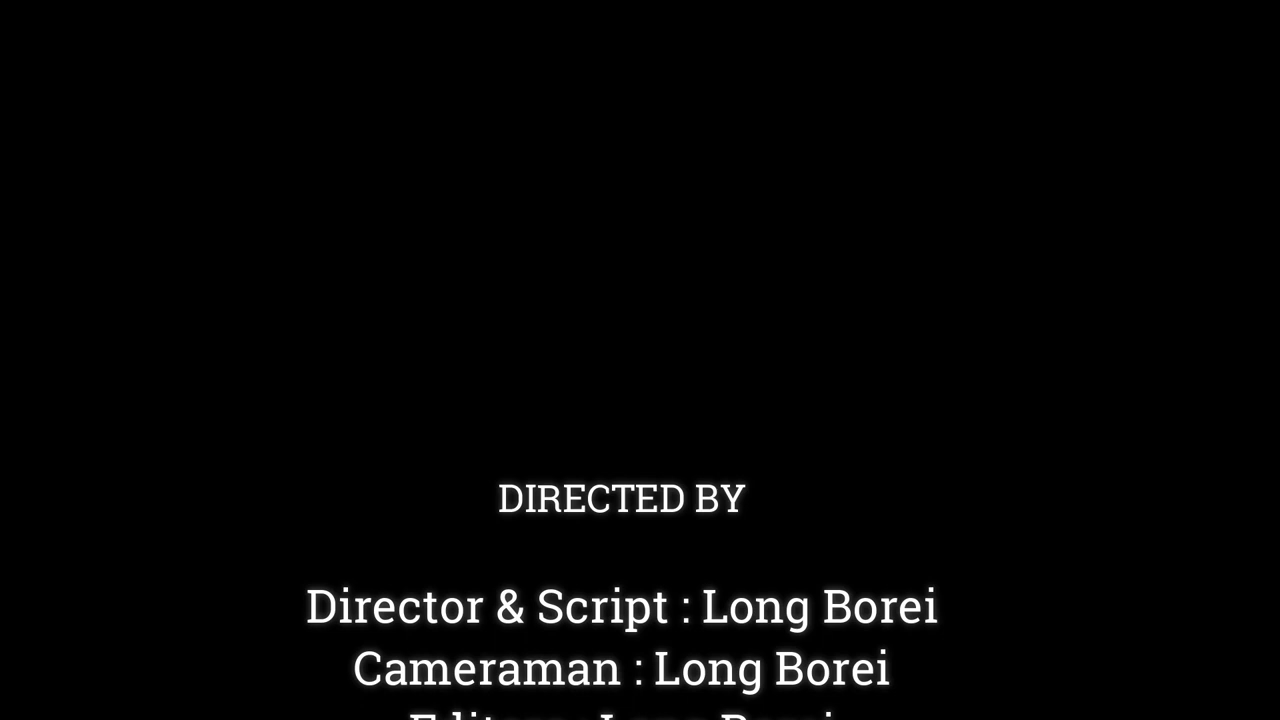 DIRECTED BY
Director & Script : Long Borei
Cameraman : Long Borei